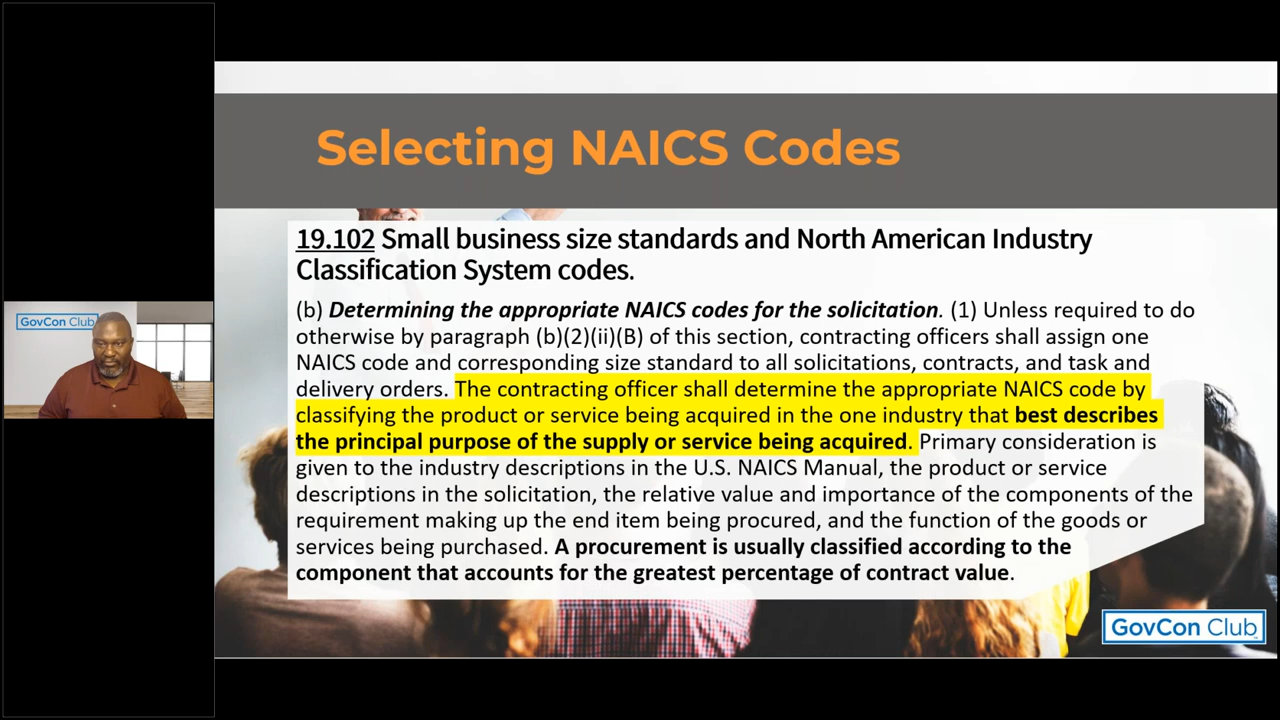 Selecting NAICS Codes
19.102 Small business size standards and North American Industry
Classification System codes.
(b) Determining the appropriate NAICS codes for the solicitation. (1) Unless required to do
otherwise by paragraph (b)(2)(ii)(B) of this section, contracting officers shall assign one
NAICS code and corresponding size standard to all solicitations, contracts, and task and
delivery orders. The contracting officer shall determine the appropriate NAICS code by
classifying the product or service being acquired in the one industry that best describes
the principal purpose of the supply or service being acquired. Primary consideration is
given to the industry descriptions in the U.S. NAICS Manual, the product or service
descriptions in the solicitation, the relative value and importance of the components of the
requirement making up the end item being procured, and the function of the goods or
services being purchased. A procurement is usually classified according to the
component that accounts for the greatest percentage of contract value.
GovCon Club
GovCon Club